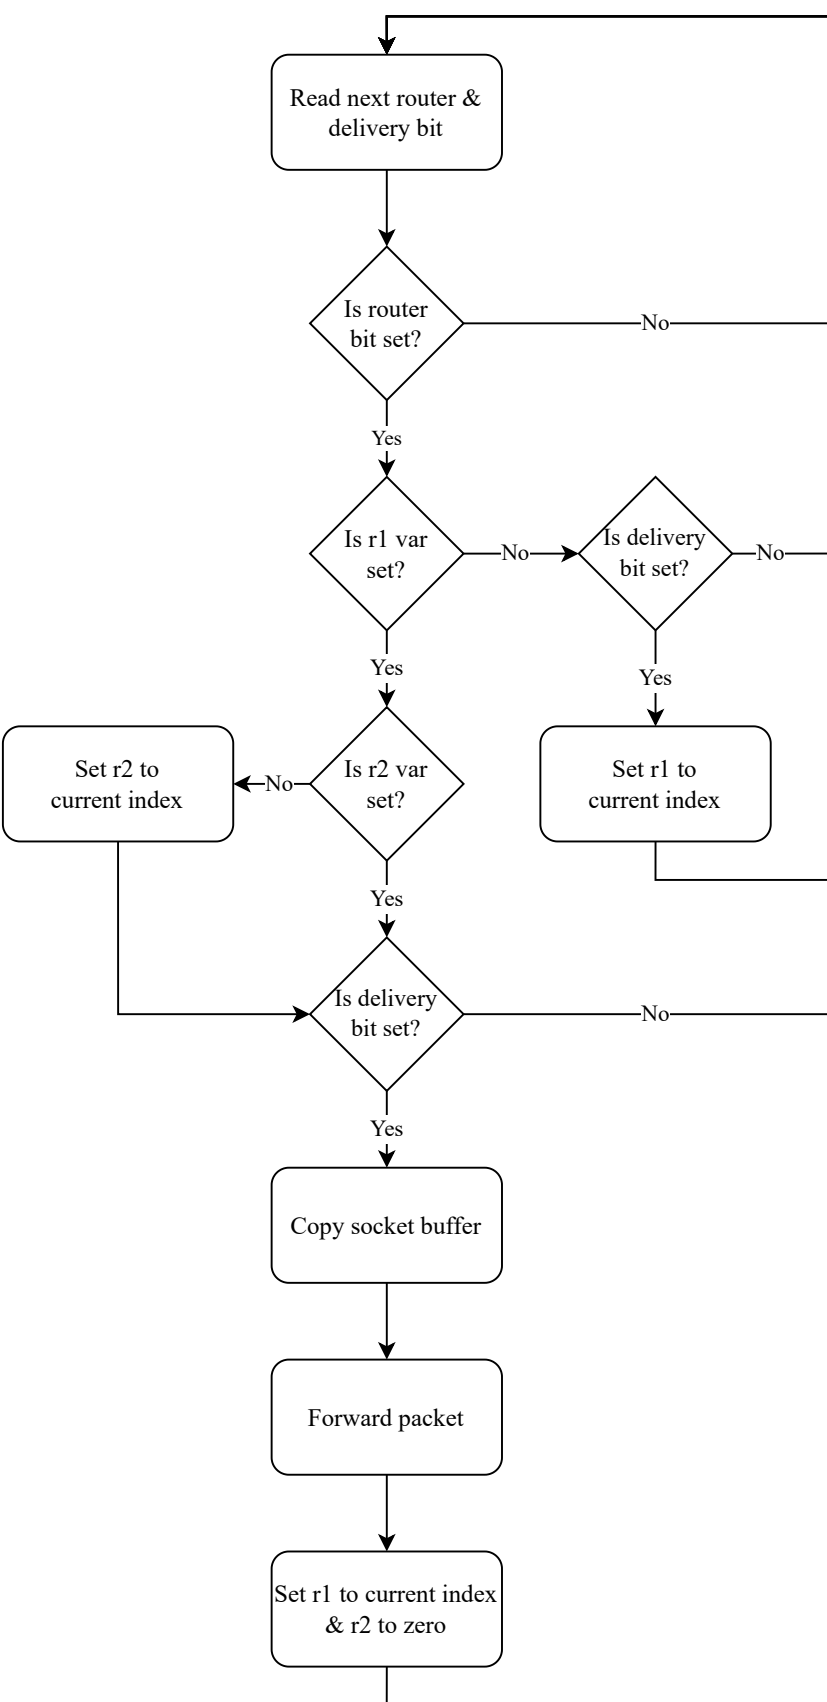 Read next router &
delivery bit
Is router
bit set?
No
Yes
Is r1 var
set?
No
Is delivery
bit set?
No
Yes
Yes
Set r2 to
current index
No
Is r2 var
set?
Set r1 to
current index
Yes
Is delivery
bit set?
No
Yes
Copy socket buffer
Forward packet
Set r1 to current index
& r2 to zero